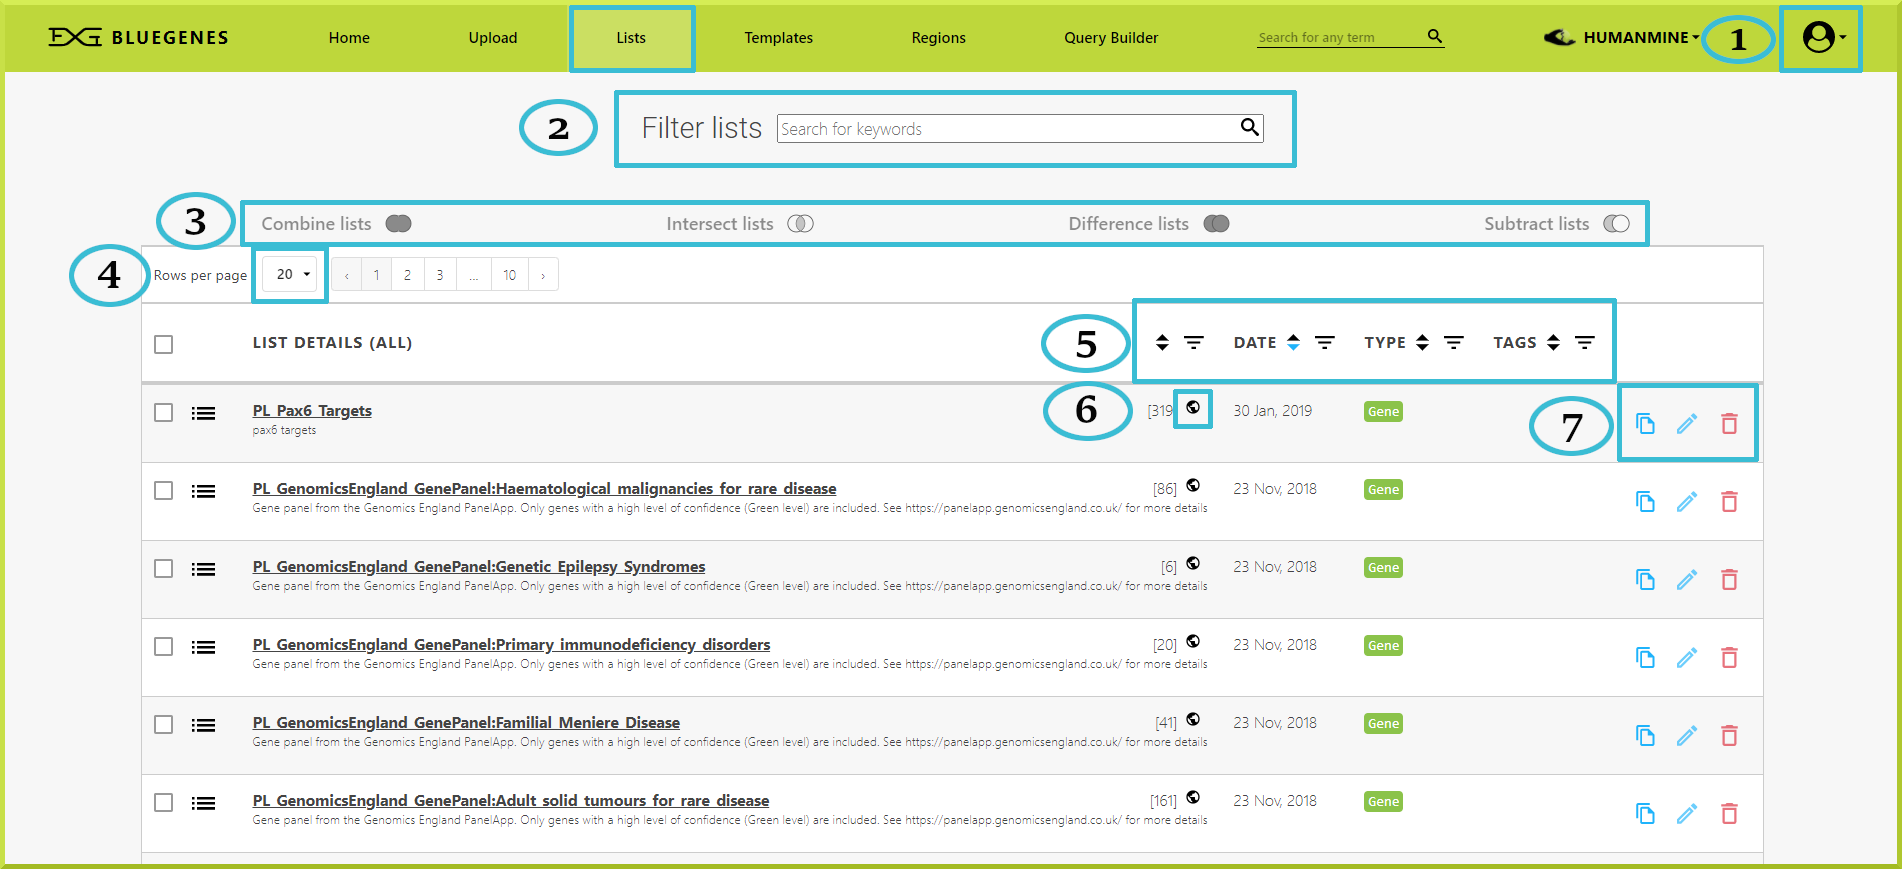 BLUEGENES Home Upload Lists Templates Regions Query Builder Search for any term HUMANMINE 1
2 Filter lists Search for keywords
3 Combine lists Intersect lists Difference lists Subtract lists
4 Rows per page 20 ‹ 1 2 3 ... 10 ›
LIST DETAILS (ALL) 5 DATE TYPE TAGS
PL_Pax6_Targets 6 [319] 30 Jan, 2019 Gene 7
pax6 targets
PL_GenomicsEngland_GenePanel:Haematological_malignancies_for_rare_disease [86] 23 Nov, 2018 Gene
Gene panel from the Genomics England PanelApp. Only genes with a high level of confidence (Green level) are included. See https://panelapp.genomicsengland.co.uk/ for more details
PL_GenomicsEngland_GenePanel:Genetic_Epilepsy_Syndromes [6] 23 Nov, 2018 Gene
Gene panel from the Genomics England PanelApp. Only genes with a high level of confidence (Green level) are included. See https://panelapp.genomicsengland.co.uk/ for more details
PL_GenomicsEngland_GenePanel:Primary_immunodeficiency_disorders [20] 23 Nov, 2018 Gene
Gene panel from the Genomics England PanelApp. Only genes with a high level of confidence (Green level) are included. See https://panelapp.genomicsengland.co.uk/ for more details
PL_GenomicsEngland_GenePanel:Familial_Meniere_Disease [41] 23 Nov, 2018 Gene
Gene panel from the Genomics England PanelApp. Only genes with a high level of confidence (Green level) are included. See https://panelapp.genomicsengland.co.uk/ for more details
PL_GenomicsEngland_GenePanel:Adult_solid_tumours_for_rare_disease [161] 23 Nov, 2018 Gene
Gene panel from the Genomics England PanelApp. Only genes with a high level of confidence (Green level) are included. See https://panelapp.genomicsengland.co.uk/ for more details